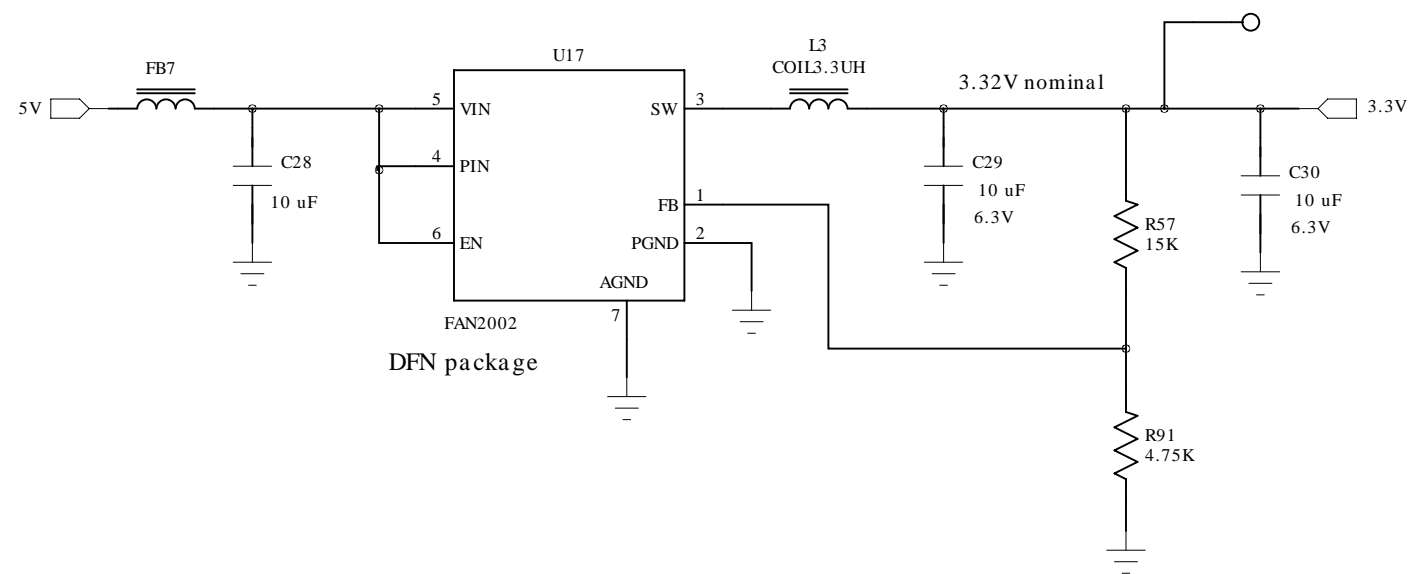 U17
L3
COIL3.3UH
FB7
3.32V nominal
5V
5
VIN
SW
3
3.3V
C28
10 uF
4
PIN
C29
10 uF
6.3V
C30
10 uF
6.3V
FB
1
R57
15K
6
EN
PGND
2
AGND
7
FAN2002
DFN package
R91
4.75K